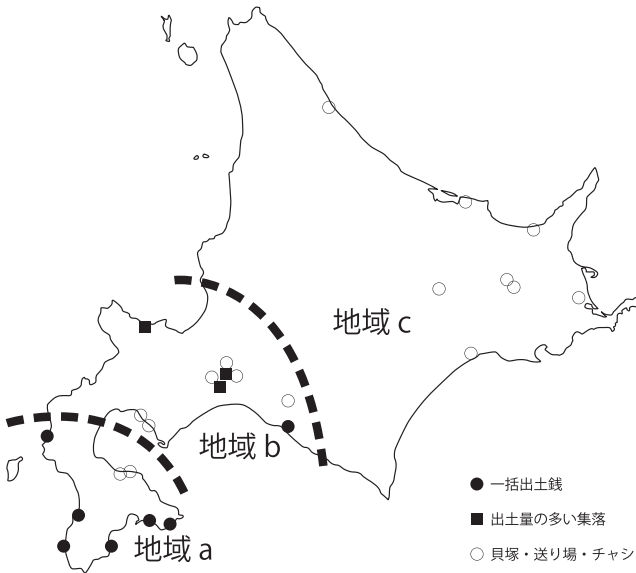 地域 c
地域 b
地域 a
一括出土銭
出土量の多い集落
貝塚・送り場・チャシ